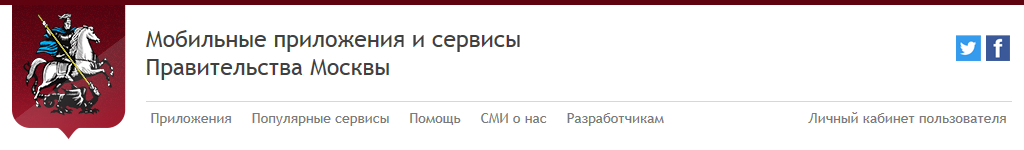 Мобильные приложения и сервисы
Правительства Москвы
Приложения Популярные сервисы Помощь СМИ о нас Разработчикам Личный кабинет пользователя